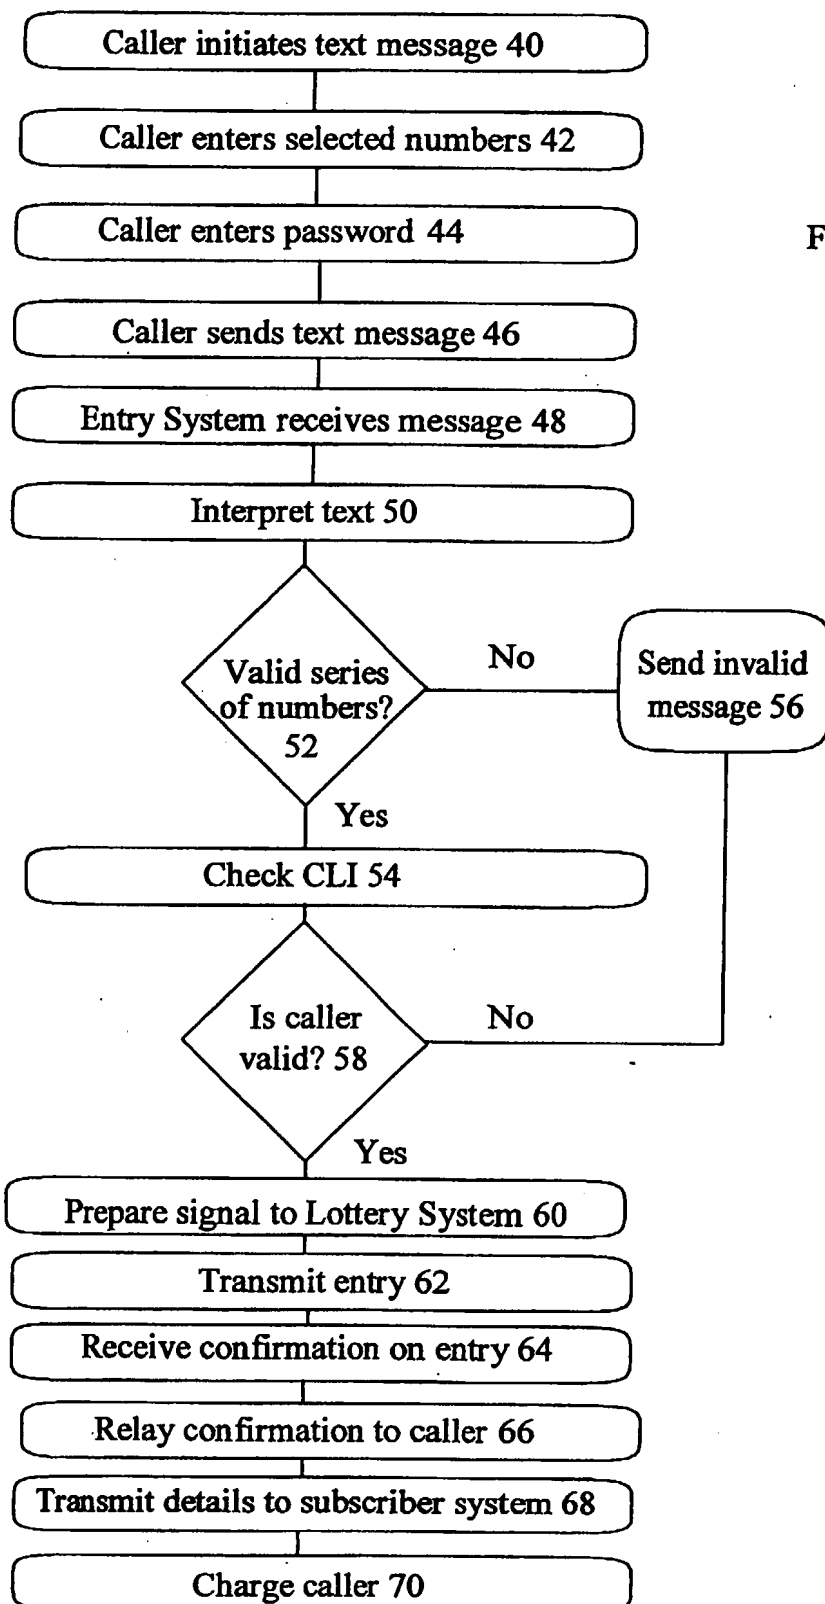 Caller initiates text message 40
Caller enters selected numbers 42
Caller enters password 44
F
Caller sends text message 46
Entry System receives message 48
Interpret text 50
Valid series
of numbers?
52
No
Send invalid
message 56
Yes
Check CLI 54
Is caller
valid? 58
No
Yes
Prepare signal to Lottery System 60
Transmit entry 62
Receive confirmation on entry 64
Relay confirmation to caller 66
Transmit details to subscriber system 68
Charge caller 70